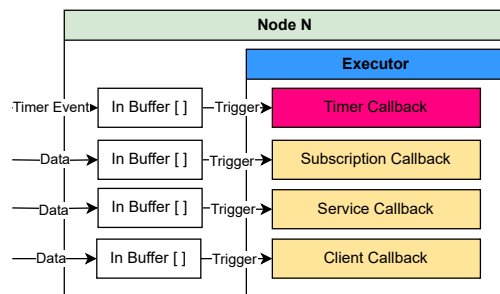 Node N
Executor
Timer Event In Buffer [ ] Trigger Timer Callback
Data In Buffer [ ] Trigger Subscription Callback
Data In Buffer [ ] Trigger Service Callback
Data In Buffer [ ] Trigger Client Callback